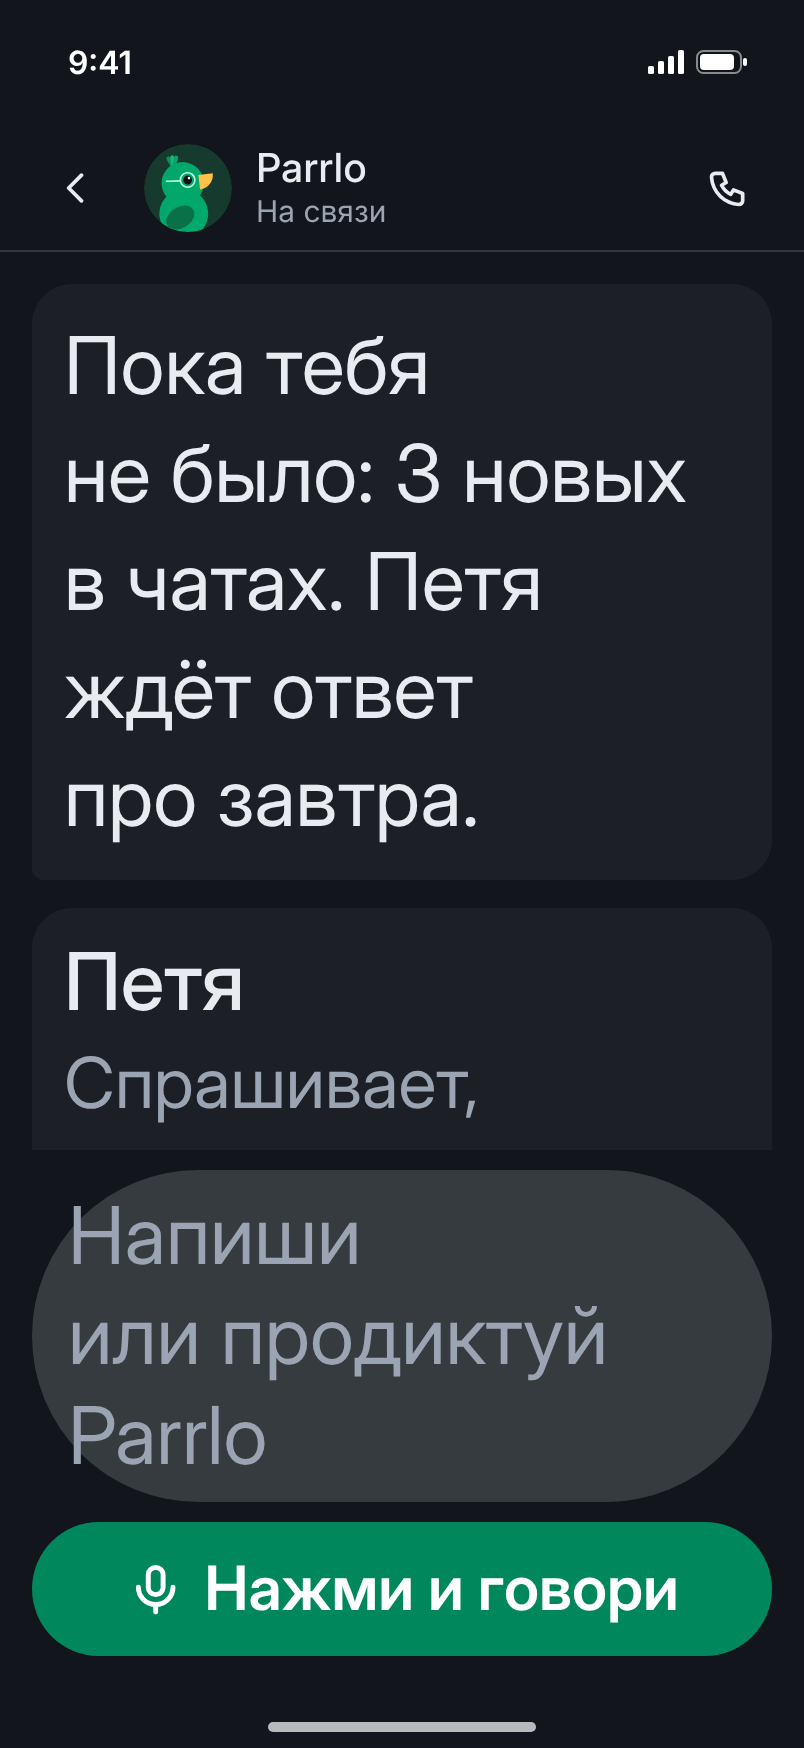 9:41
Parrlo
На связи
Пока тебя
не было: 3 новых
в чатах. Петя
ждёт ответ
про завтра.
Петя
Спрашивает,
Напиши
или продиктуй
Parrlo
Нажми и говори